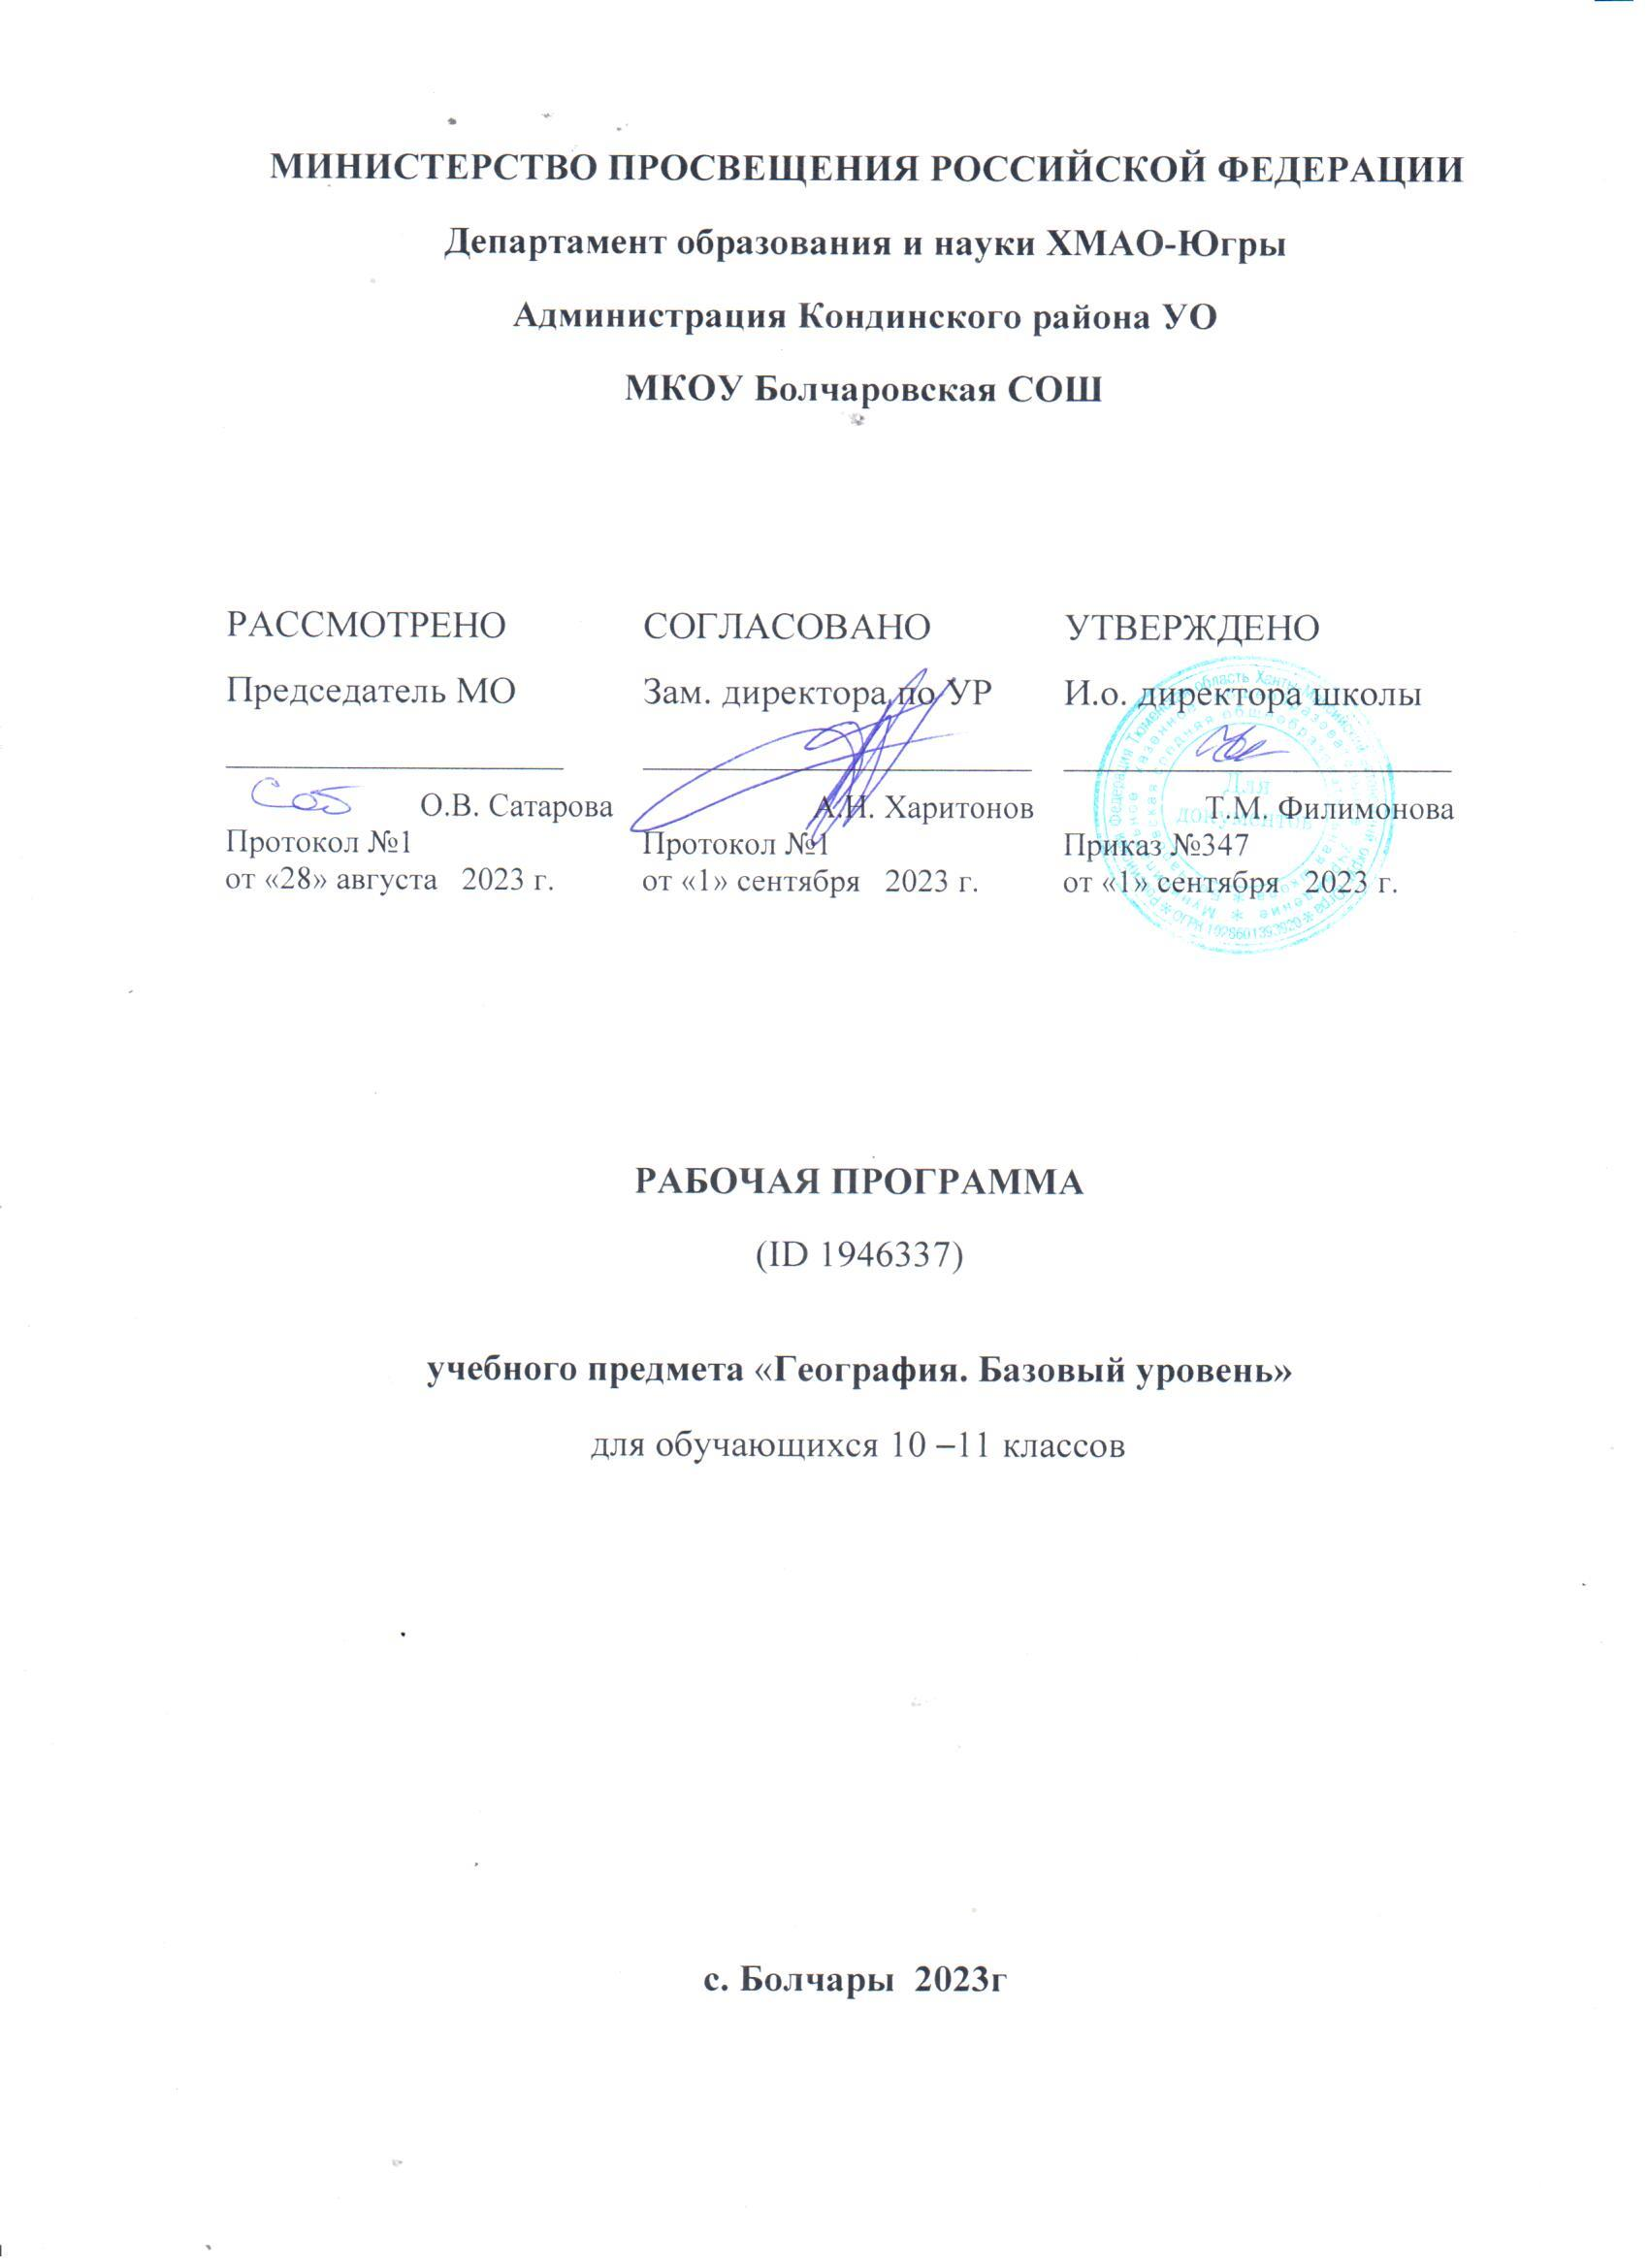 МИНИСТЕРСТВО ПРОСВЕЩЕНИЯ РОССИЙСКОЙ ФЕДЕРАЦИИ
Департамент образования и науки ХМАО-Югры
Администрация Кондинского района УО
МКОУ Болчаровская СОШ
РАССМОТРЕНО
Председатель МО
О.В. Сатарова
Протокол №1
от «28» августа 2023 г.
СОГЛАСОВАНО
Зам. директора по УР
А.Н. Харитонов
Протокол №1
от «1» сентября 2023 г.
УТВЕРЖДЕНО
И.о. директора школы
Т.М. Филимонова
Приказ №347
от «1» сентября 2023 г.
Для
документов
РАБОЧАЯ ПРОГРАММА
(ID 1946337)
учебного предмета «География. Базовый уровень»
для обучающихся 10 –11 классов
с. Болчары 2023г